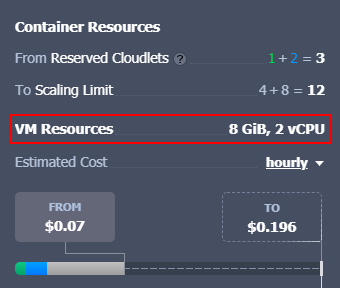 Container Resources
From Reserved Cloudlets ? 1 + 2 = 3
To Scaling Limit 4 + 8 = 12
VM Resources 8 GiB, 2 vCPU
Estimated Cost hourly
FROM
$0.07
TO
$0.196